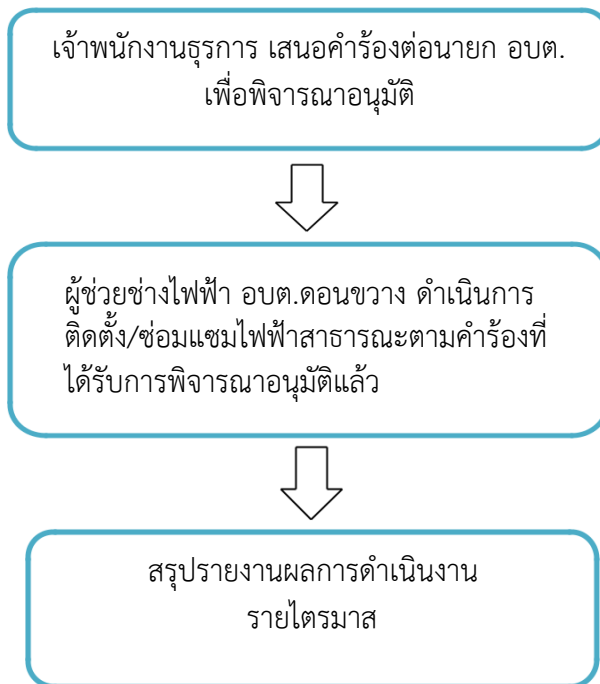 เจ้าพนักงานธุรการ เสนอคำร้องต่อนายก อบต.
เพื่อพิจารณาอนุมัติ
ผู้ช่วยช่างไฟฟ้า อบต.ดอนขวาง ดำเนินการ
ติดตั้ง/ซ่อมแซมไฟฟ้าสาธารณะตามคำร้องที่
ได้รับการพิจารณาอนุมัติแล้ว
สรุปรายงานผลการดำเนินงาน
รายไตรมาส